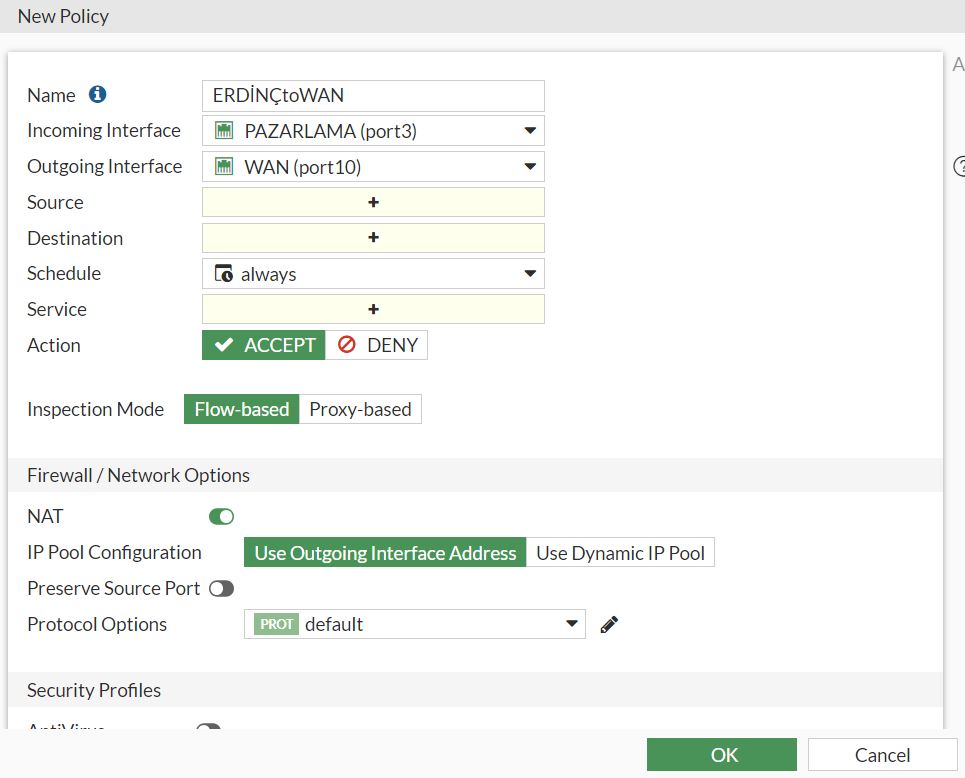 New Policy
A
Name
ERDİNÇtoWAN
Incoming Interface
PAZARLAMA (port3)
Outgoing Interface
WAN (port10)
Source
+
Destination
+
Schedule
always
Service
+
Action
ACCEPT
DENY
Inspection Mode
Flow-based
Proxy-based
Firewall / Network Options
NAT
IP Pool Configuration
Use Outgoing Interface Address
Use Dynamic IP Pool
Preserve Source Port
Protocol Options
PROT default
Security Profiles
AntiVirus
OK
Cancel